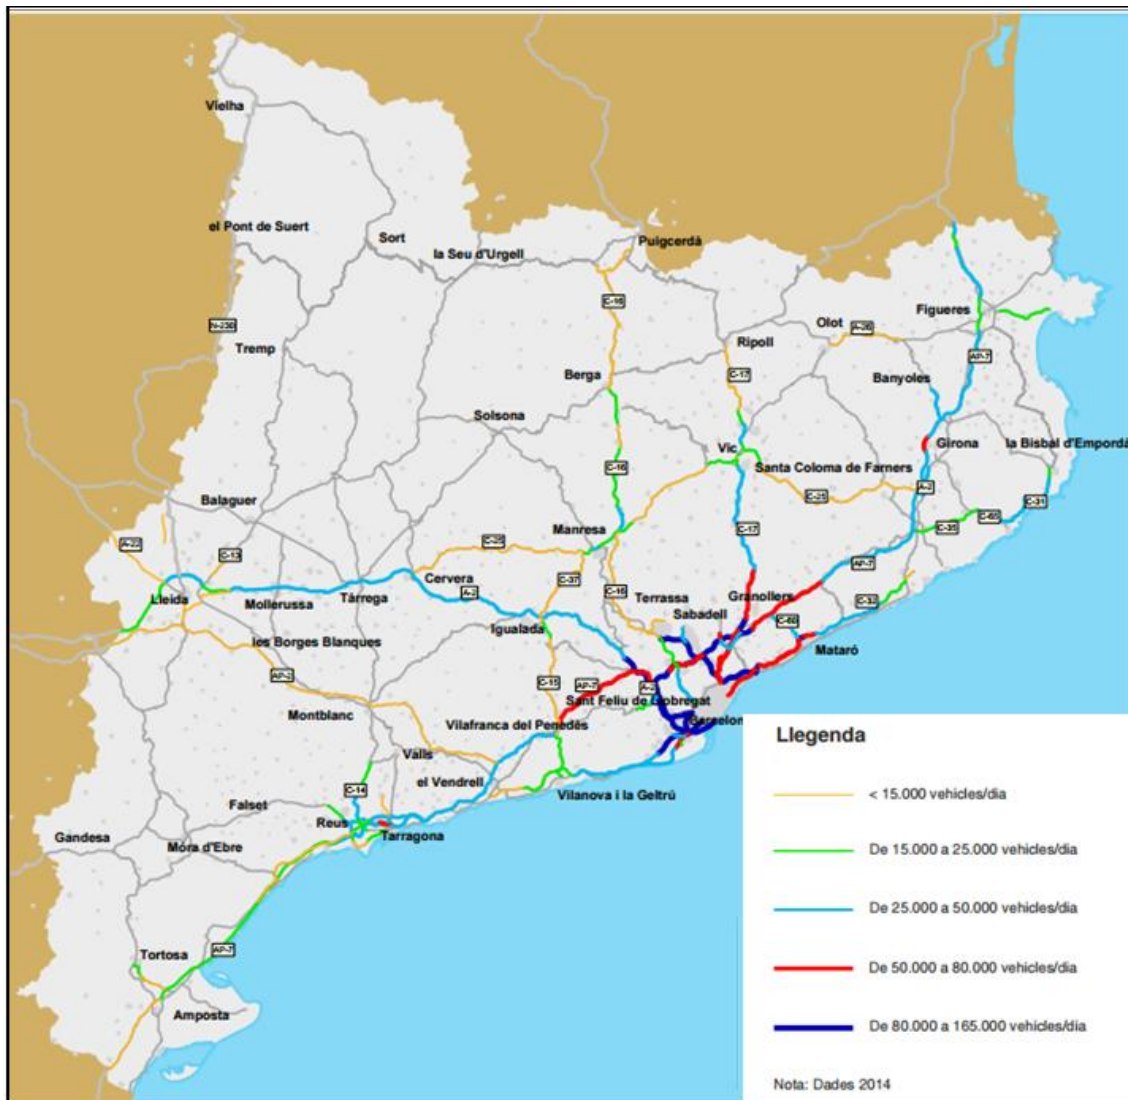 Vielha
el Pont de Suert
Sort
la Seu d'Urgell
Puigcerdà
C-16
N-230
Tremp
Olot
A-26
Figueres
Ripoll
AP-7
Berga
C-17
Banyoles
Solsona
Vic
Girona
la Bisbal d'Empordà
C-16
Santa Coloma de Farners
A-2
C-25
C-31
Balaguer
Manresa
C-17
C-65
C-35
A-22
C-25
C-13
Cervera
C-37
AP-7
Lleida
Mollerussa
Tàrrega
A-2
C-16
Terrassa
Granollers
C-32
Sabadell
Igualada
C-60
les Borges Blanques
Mataró
AP-2
C-15
AP-7
A-2
Sant Feliu de Llobregat
Montblanc
Vilafranca del Penedès
Barcelon
Valls
el Vendrell
C-14
Vilanova i la Geltrú
Falset
Reus
Gandesa
Tarragona
Móra d'Ebre
AP-7
Tortosa
Amposta
Llegenda
< 15.000 vehicles/dia
De 15.000 a 25.000 vehicles/dia
De 25.000 a 50.000 vehicles/dia
De 50.000 a 80.000 vehicles/dia
De 80.000 a 165.000 vehicles/dia
Nota: Dades 2014